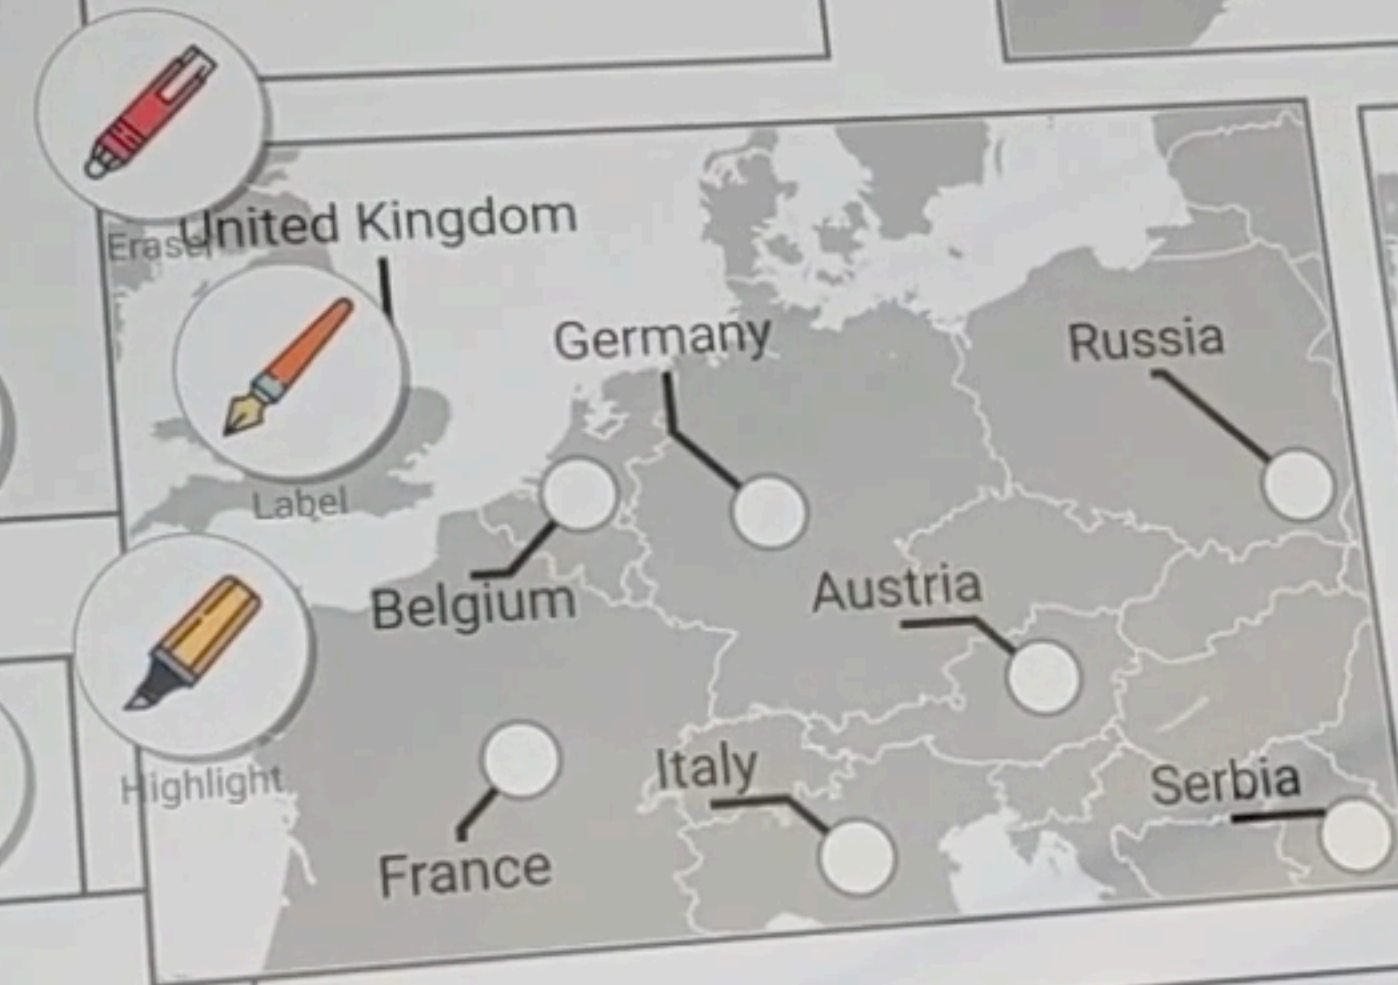 Eraser
United Kingdom
Germany
Russia
Label
Belgium
Austria
Highlight
Italy
Serbia
France